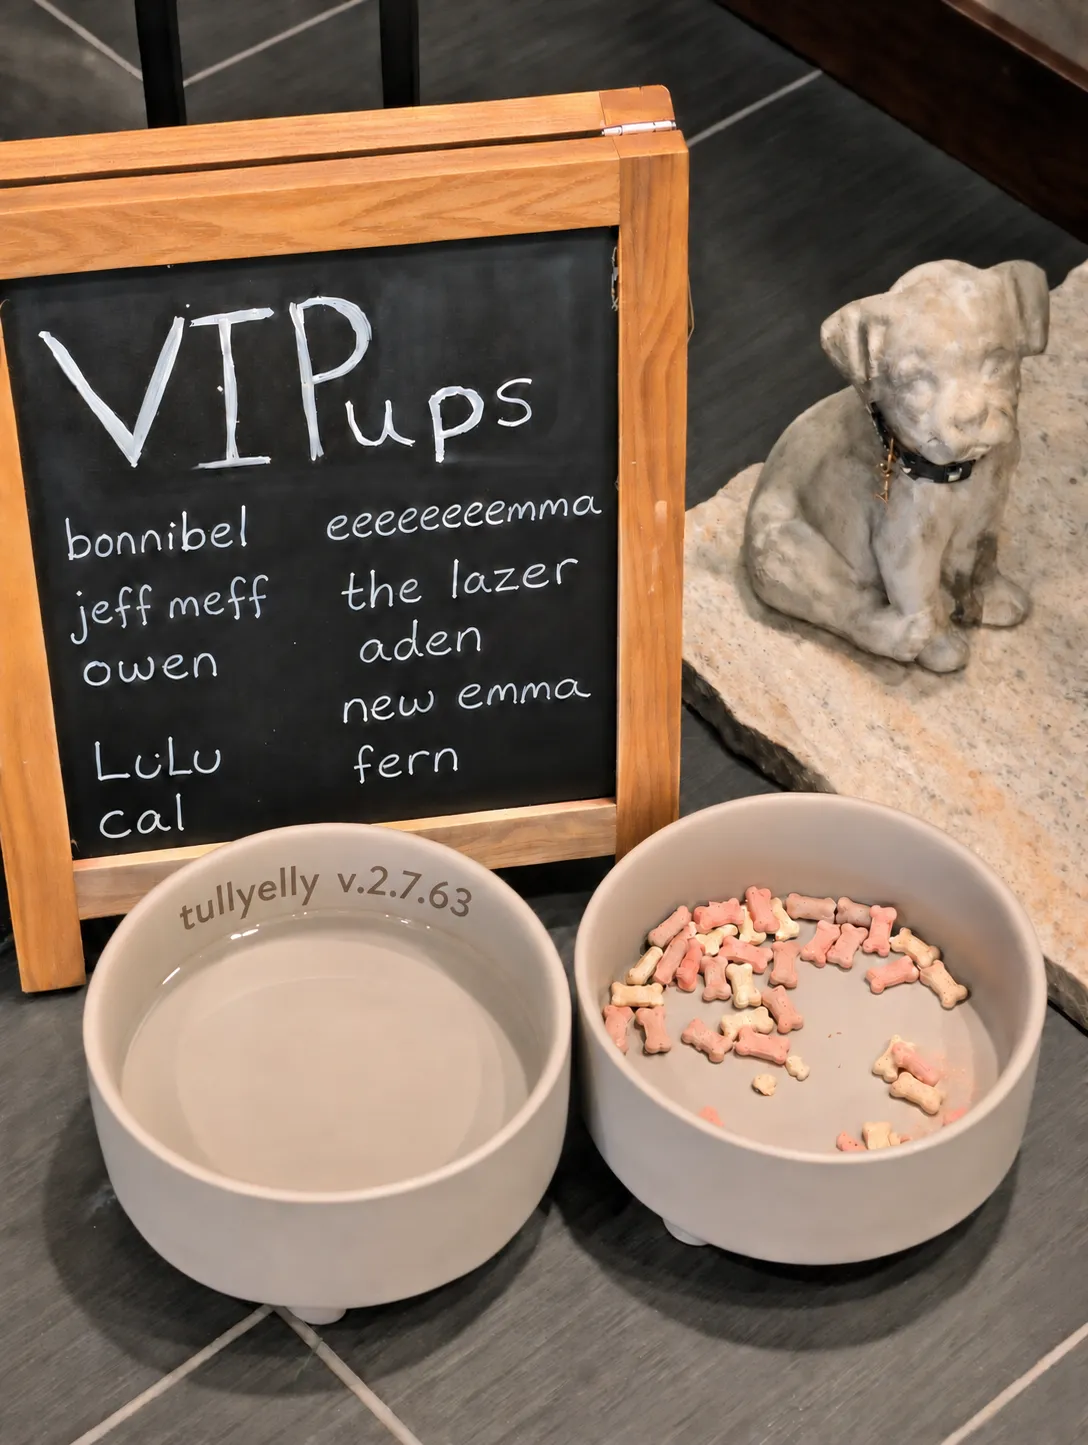 VIPups
bonnibel
jeff meff
owen
LuLu
cal
eeeeeeeemma
the lazer
aden
new emma
fern
tullyelly v.2.7.63